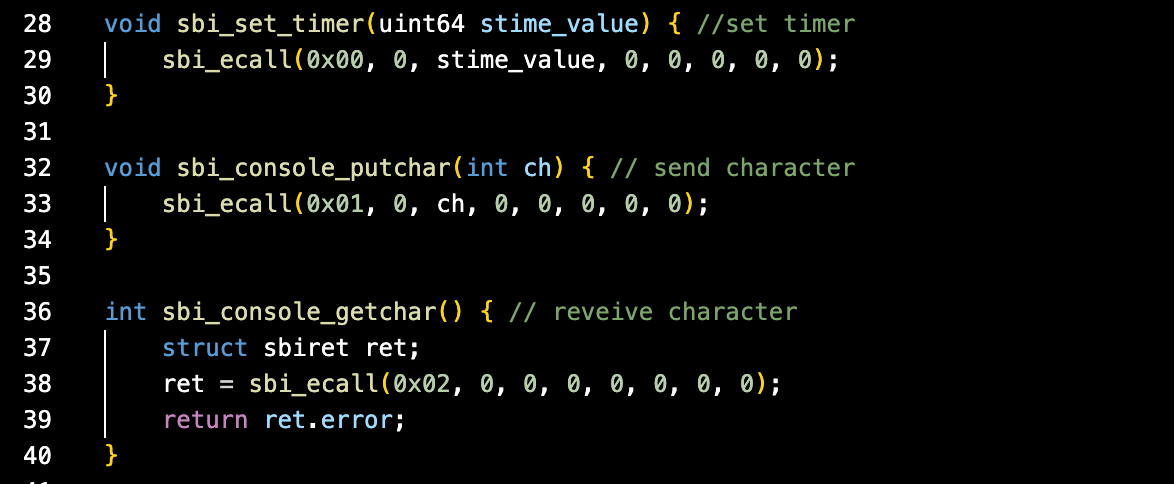 28 void sbi_set_timer(uint64 stime_value) { //set timer
29 sbi_ecall(0x00, 0, stime_value, 0, 0, 0, 0, 0);
30 }
31
32 void sbi_console_putchar(int ch) { // send character
33 sbi_ecall(0x01, 0, ch, 0, 0, 0, 0, 0);
34 }
35
36 int sbi_console_getchar() { // reveive character
37 struct sbiret ret;
38 ret = sbi_ecall(0x02, 0, 0, 0, 0, 0, 0, 0);
39 return ret.error;
40 }